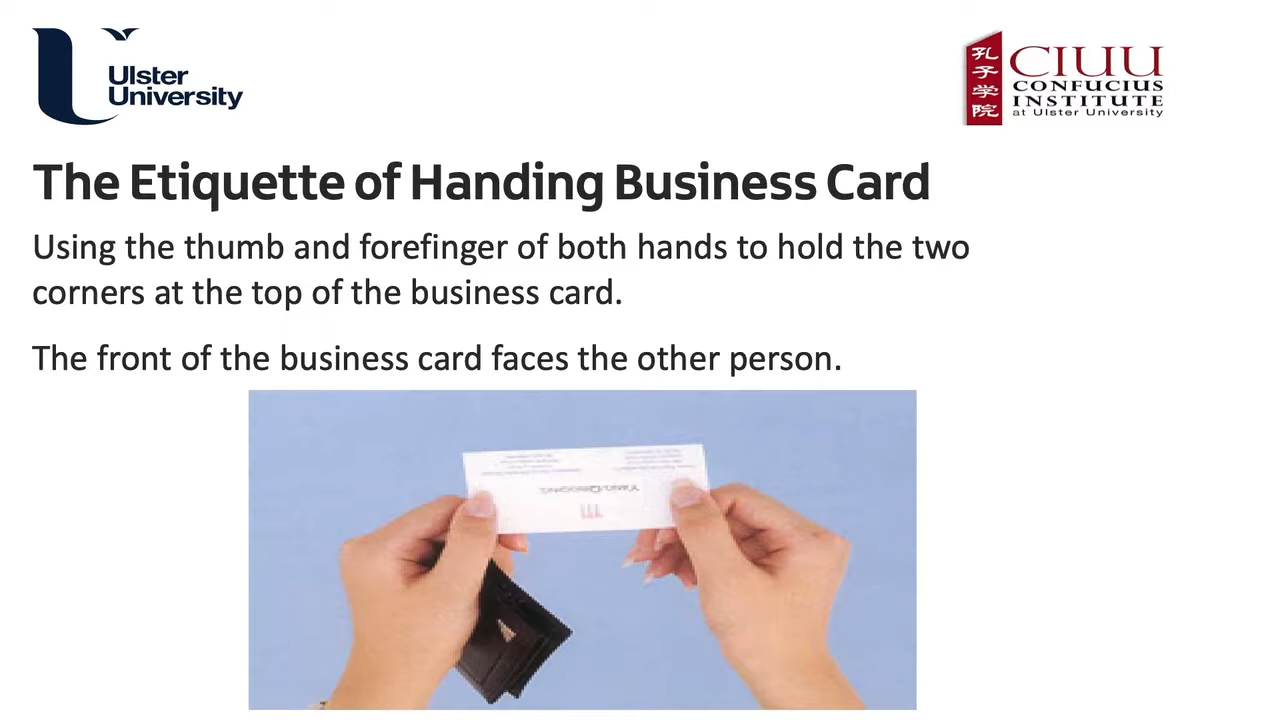 Ulster
University
孔子学院
CIUU
CONFUCIUS
INSTITUTE
at Ulster University
The Etiquette of Handing Business Card
Using the thumb and forefinger of both hands to hold the two
corners at the top of the business card.
The front of the business card faces the other person.